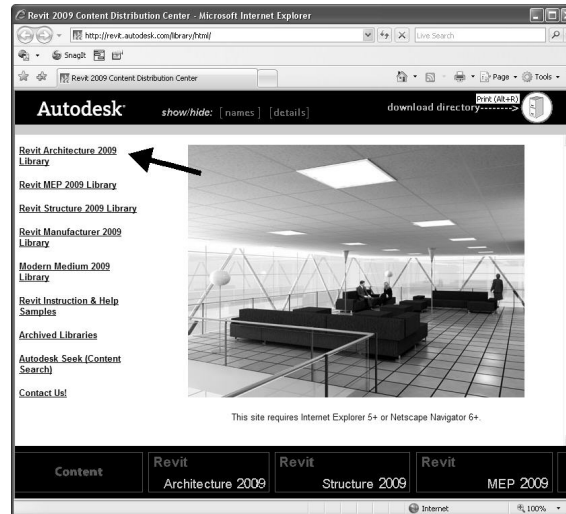 Revit 2009 Content Distribution Center - Microsoft Internet Explorer
http://revit.autodesk.com/library/html/
Live Search
SnagIt
Revit 2009 Content Distribution Center
Page
Tools
Autodesk
show/hide: [names] [details]
download directory-------->
Print (Alt+R)
Revit Architecture 2009
Library
Revit MEP 2009 Library
Revit Structure 2009 Library
Revit Manufacturer 2009
Library
Modern Medium 2009
Library
Revit Instruction & Help
Samples
Archived Libraries
Autodesk Seek (Content
Search)
Contact Us!
This site requires Internet Explorer 5+ or Netscape Navigator 6+.
Content
Revit
Architecture 2009
Revit
Structure 2009
Revit
MEP 2009
Internet
100%